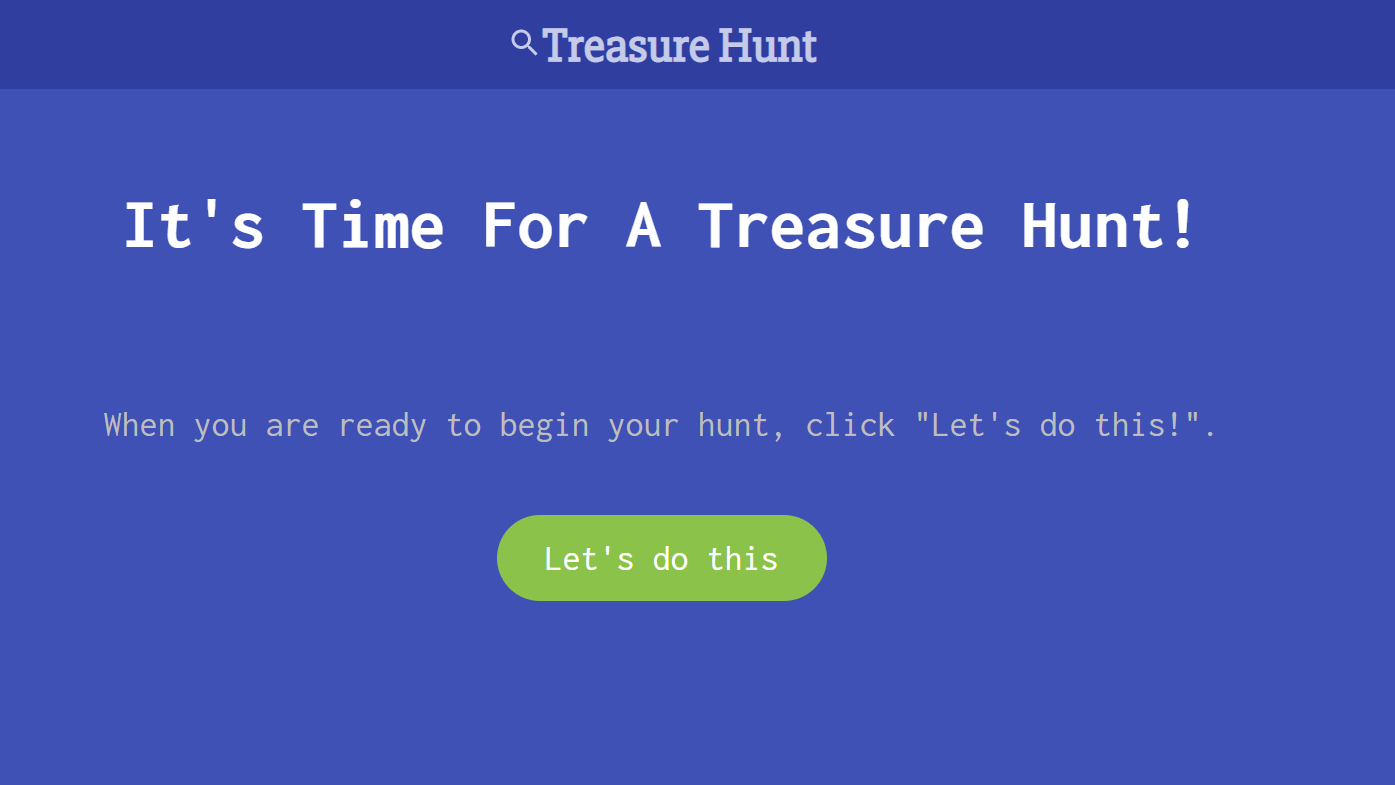 Treasure Hunt
It's Time For A Treasure Hunt!
When you are ready to begin your hunt, click "Let's do this!".
Let's do this